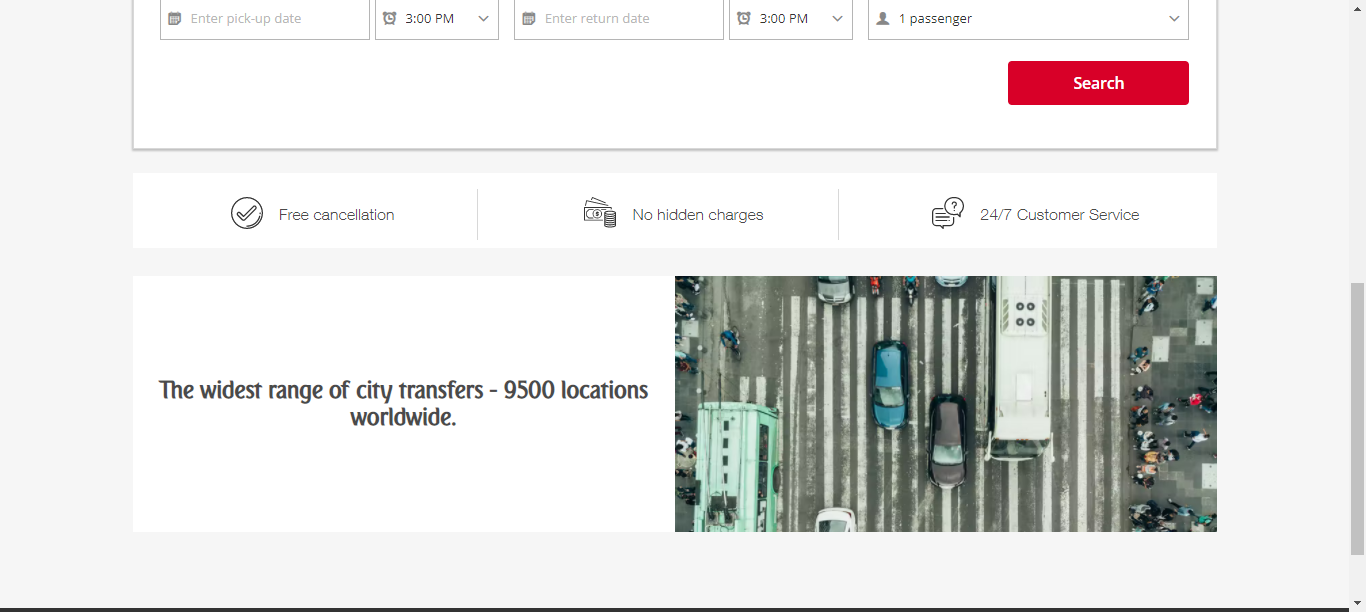 Enter pick-up date 3:00 PM Enter return date 3:00 PM 1 passenger
Search
Free cancellation No hidden charges 24/7 Customer Service
The widest range of city transfers - 9500 locations
worldwide.